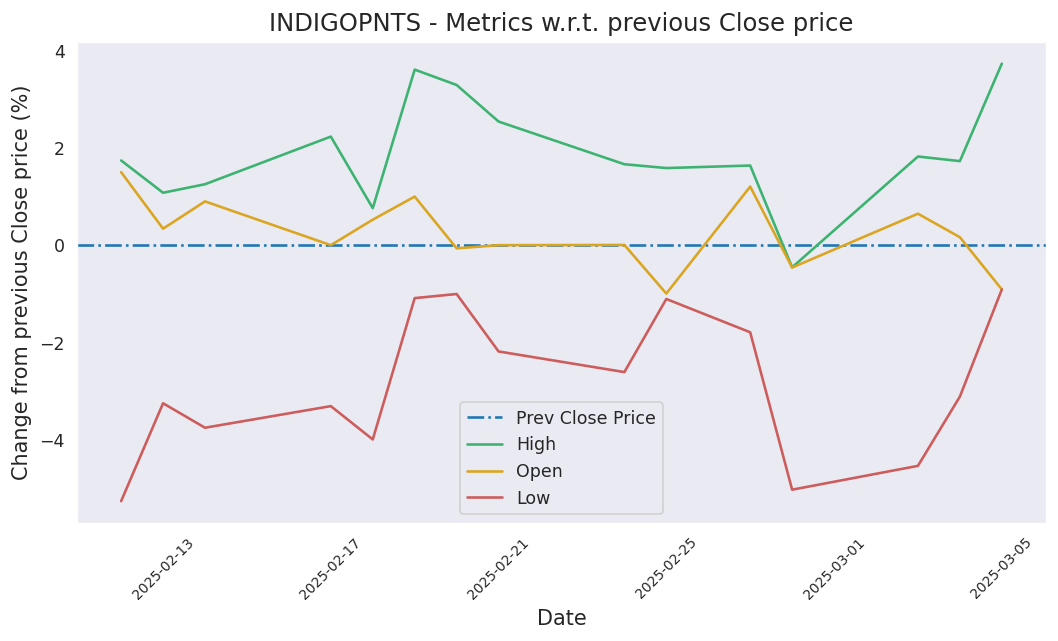 INDIGOPNTS - Metrics w.r.t. previous Close price
Change from previous Close price (%)
4
2
0
−2
−4
Prev Close Price
High
Open
Low
2025-02-13
2025-02-17
2025-02-21
2025-02-25
2025-03-01
2025-03-05
Date